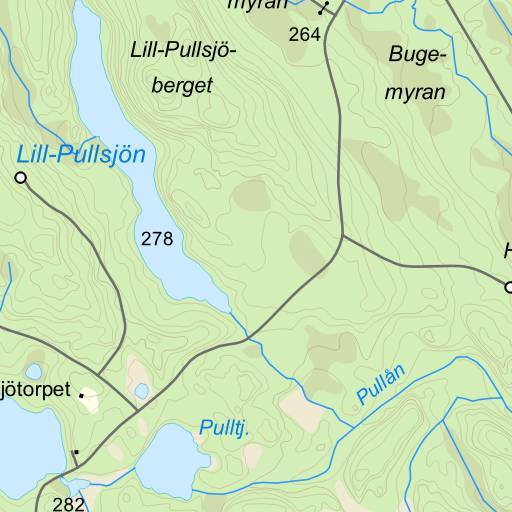 myran
264
Lill-Pullsjö-
berget
Buge-
myran
Lill-Pullsjön
278
H
Pullån
jötorpet
Pulltj.
282